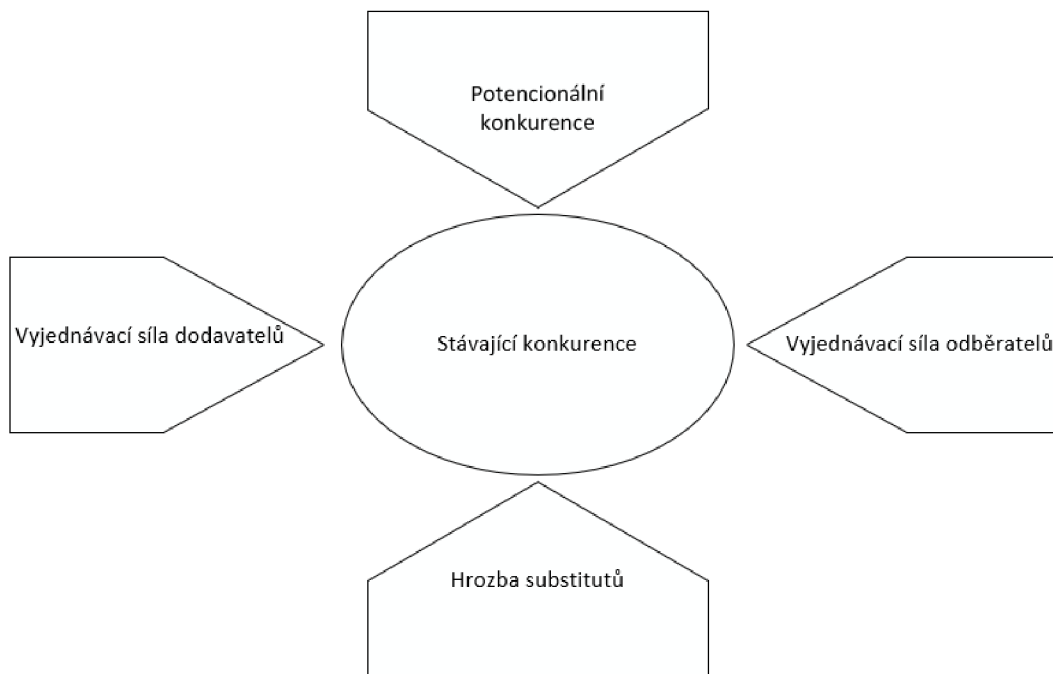 Potencionální
konkurence
Vyjednávací síla dodavatelů
Stávající konkurence
Vyjednávací síla odběratelů
Hrozba substitutů